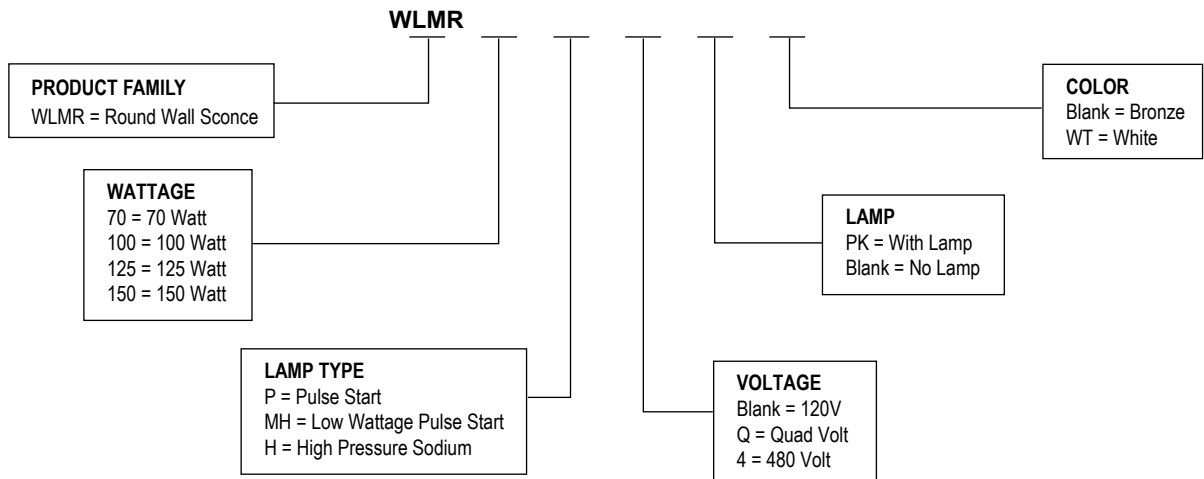 WLMR
PRODUCT FAMILY
WLMR = Round Wall Sconce
WATTAGE
70 = 70 Watt
100 = 100 Watt
125 = 125 Watt
150 = 150 Watt
LAMP TYPE
P = Pulse Start
MH = Low Wattage Pulse Start
H = High Pressure Sodium
VOLTAGE
Blank = 120V
Q = Quad Volt
4 = 480 Volt
LAMP
PK = With Lamp
Blank = No Lamp
COLOR
Blank = Bronze
WT = White